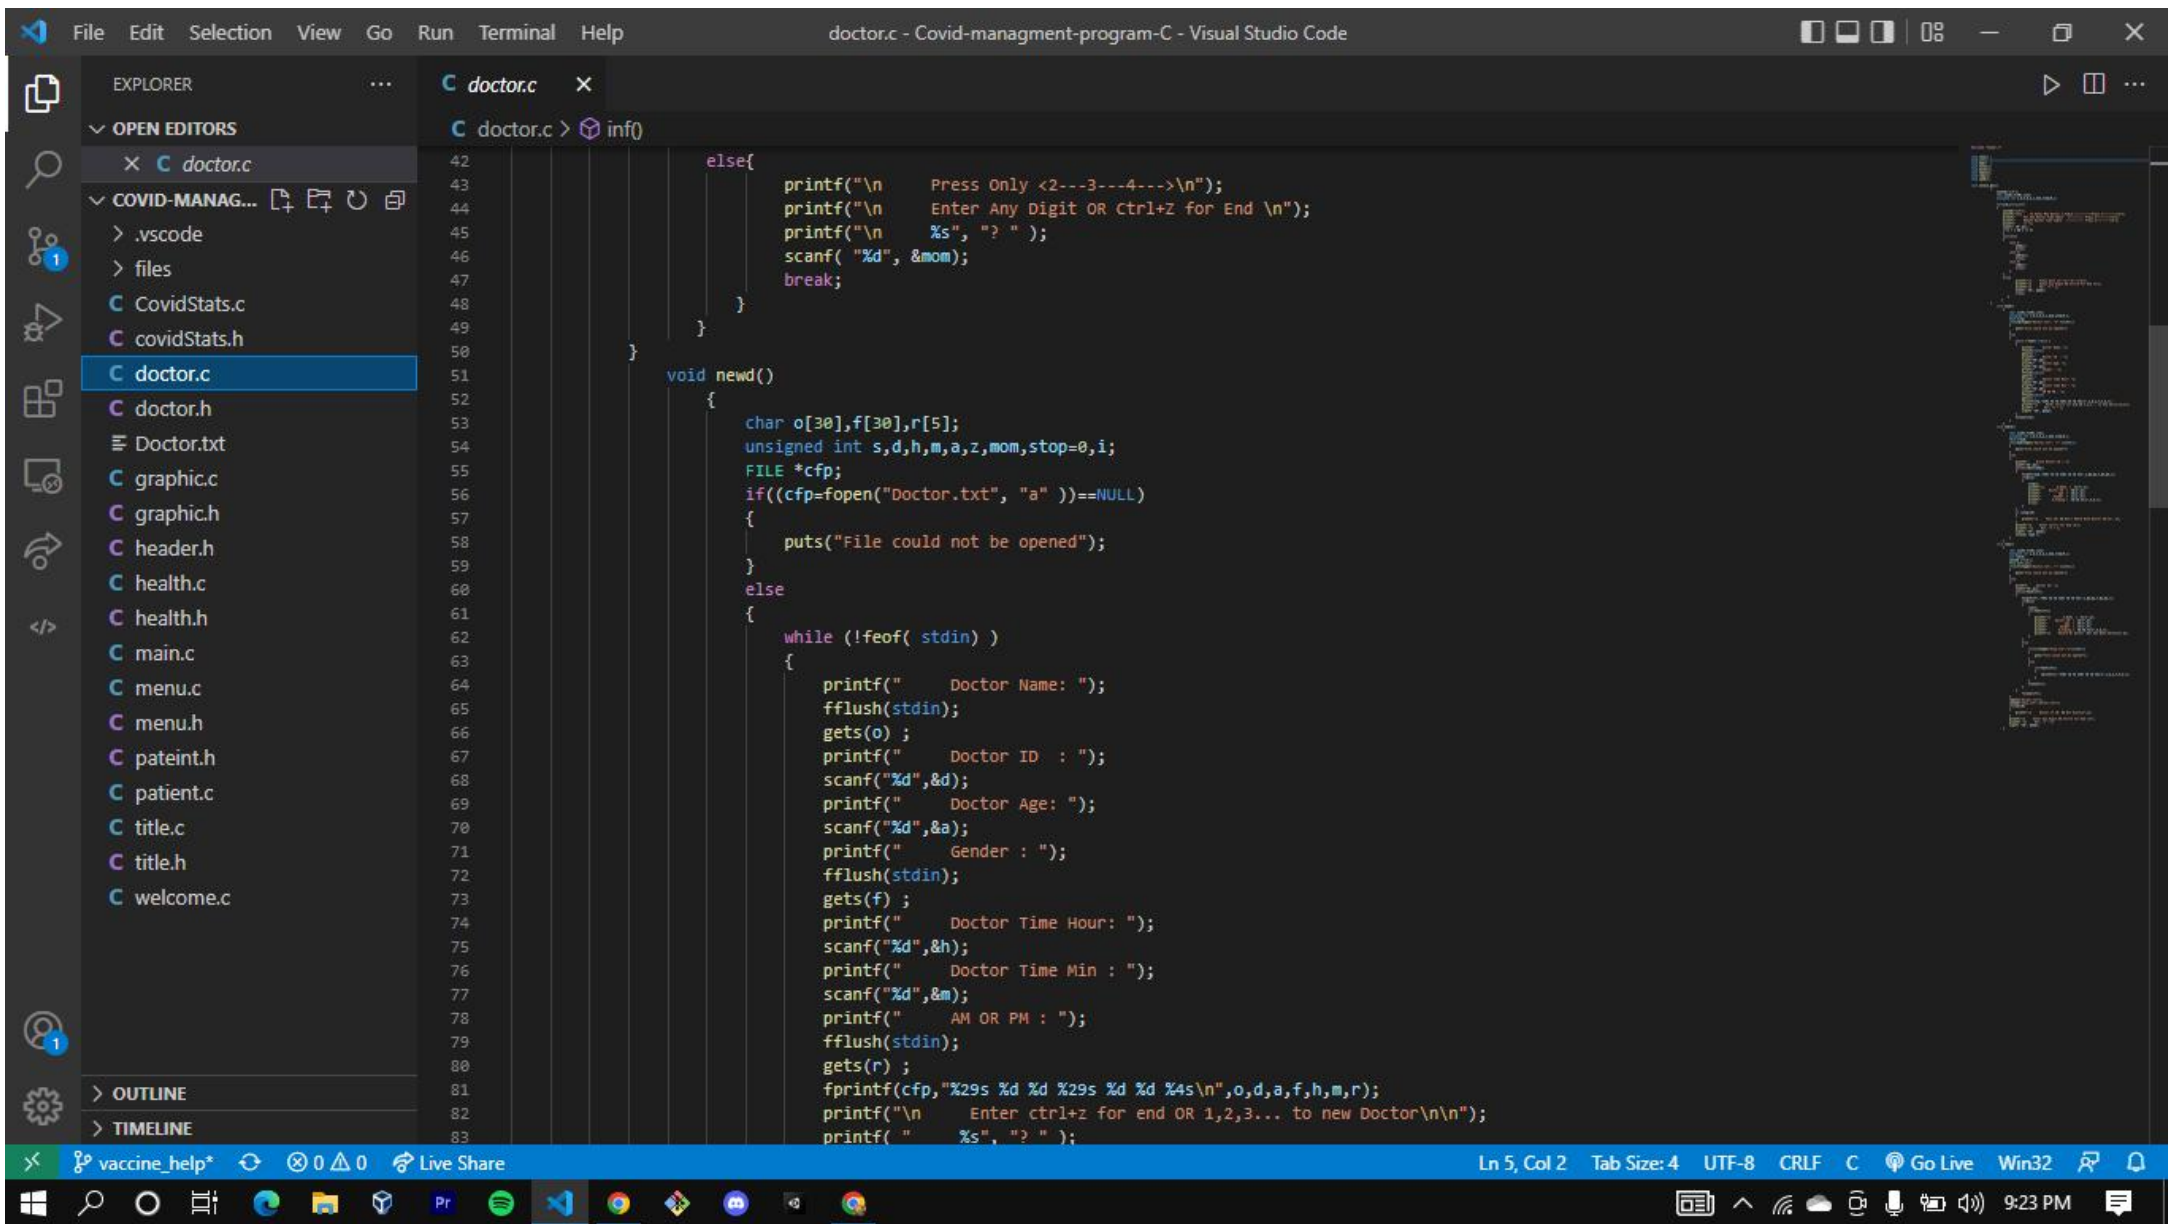 File Edit Selection View Go Run Terminal Help doctor.c - Covid-managment-program-C - Visual Studio Code
EXPLORER
OPEN EDITORS
C doctor.c
COVID-MANAG...
.vscode
files
C CovidStats.c
C covidStats.h
C doctor.c
C doctor.h
Doctor.txt
C graphic.c
C graphic.h
C header.h
C health.c
C health.h
C main.c
C menu.c
C menu.h
C pateint.h
C patient.c
C title.c
C title.h
C welcome.c
OUTLINE
TIMELINE
1
1
C doctor.c
C doctor.c > inf()
42 else{
43 printf("\n     Press Only <2---3---4--->\n");
44 printf("\n     Enter Any Digit OR Ctrl+Z for End \n");
45 printf("\n     %s", "? " );
46 scanf( "%d", &mom);
47 break;
48 }
49 }
50 }
51 void newd()
52 {
53 char o[30],f[30],r[5];
54 unsigned int s,d,h,m,a,z,mom,stop=0,i;
55 FILE *cfp;
56 if((cfp=fopen("Doctor.txt", "a" ))==NULL)
57 {
58 puts("File could not be opened");
59 }
60 else
61 {
62 while (!feof( stdin) )
63 {
64 printf("     Doctor Name: ");
65 fflush(stdin);
66 gets(o) ;
67 printf("     Doctor ID  : ");
68 scanf("%d",&d);
69 printf("     Doctor Age: ");
70 scanf("%d",&a);
71 printf("     Gender : ");
72 fflush(stdin);
73 gets(f) ;
74 printf("     Doctor Time Hour: ");
75 scanf("%d",&h);
76 printf("     Doctor Time Min : ");
77 scanf("%d",&m);
78 printf("     AM OR PM : ");
79 fflush(stdin);
80 gets(r) ;
81 fprintf(cfp,"%29s %d %d %29s %d %d %4s\n",o,d,a,f,h,m,r);
82 printf("\n     Enter ctrl+z for end OR 1,2,3... to new Doctor\n\n");
83 printf( "     %s", "? " );
vaccine_help* 0 0 Live Share Ln 5, Col 2 Tab Size: 4 UTF-8 CRLF C Go Live Win32
Pr 9:23 PM